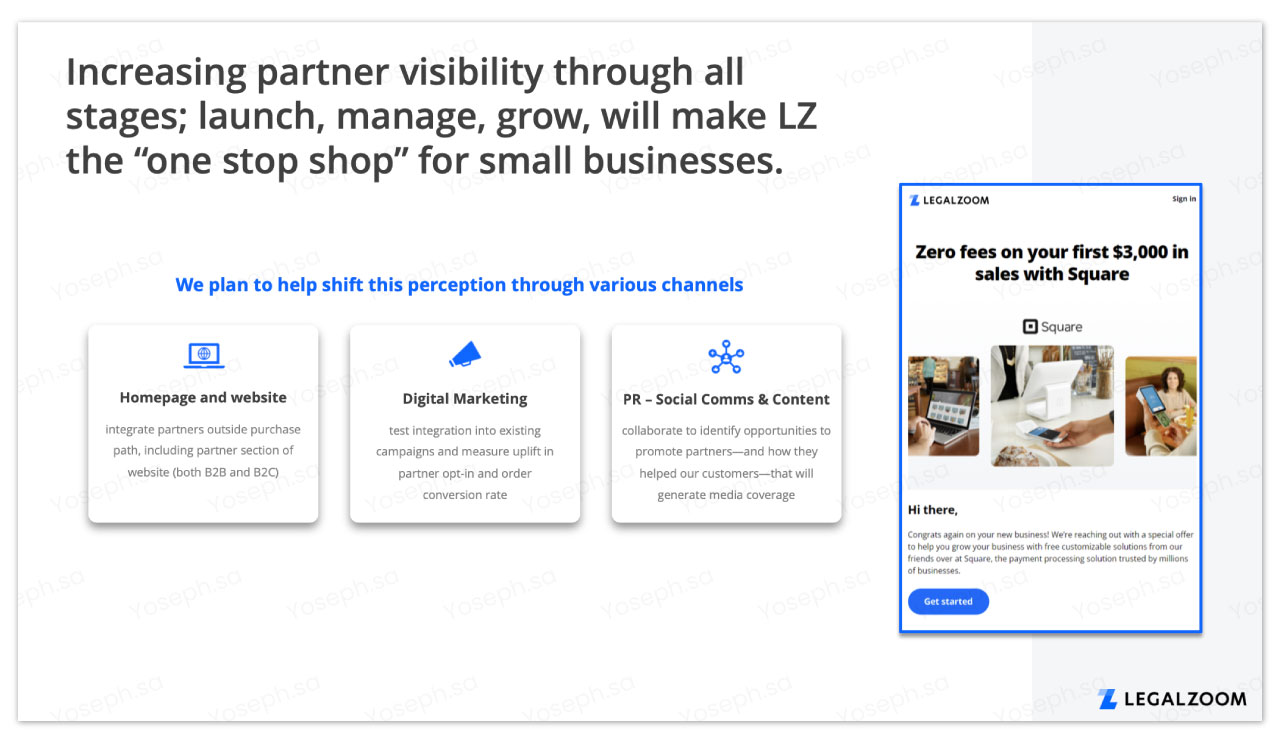 Increasing partner visibility through all
stages; launch, manage, grow, will make LZ
the “one stop shop” for small businesses.
We plan to help shift this perception through various channels
Homepage and website
integrate partners outside purchase
path, including partner section of
website (both B2B and B2C)
Digital Marketing
test integration into existing
campaigns and measure uplift in
partner opt-in and order
conversion rate
PR – Social Comms & Content
collaborate to identify opportunities to
promote partners—and how they
helped our customers—that will
generate media coverage
LEGALZOOM
Sign in
Zero fees on your first $3,000 in
sales with Square
Square
Hi there,
Congrats again on your new business! We're reaching out with a special offer
to help you grow your business with free customizable solutions from our
friends over at Square, the payment processing solution trusted by millions
of businesses.
Get started
LEGALZOOM
Yoseph.sa